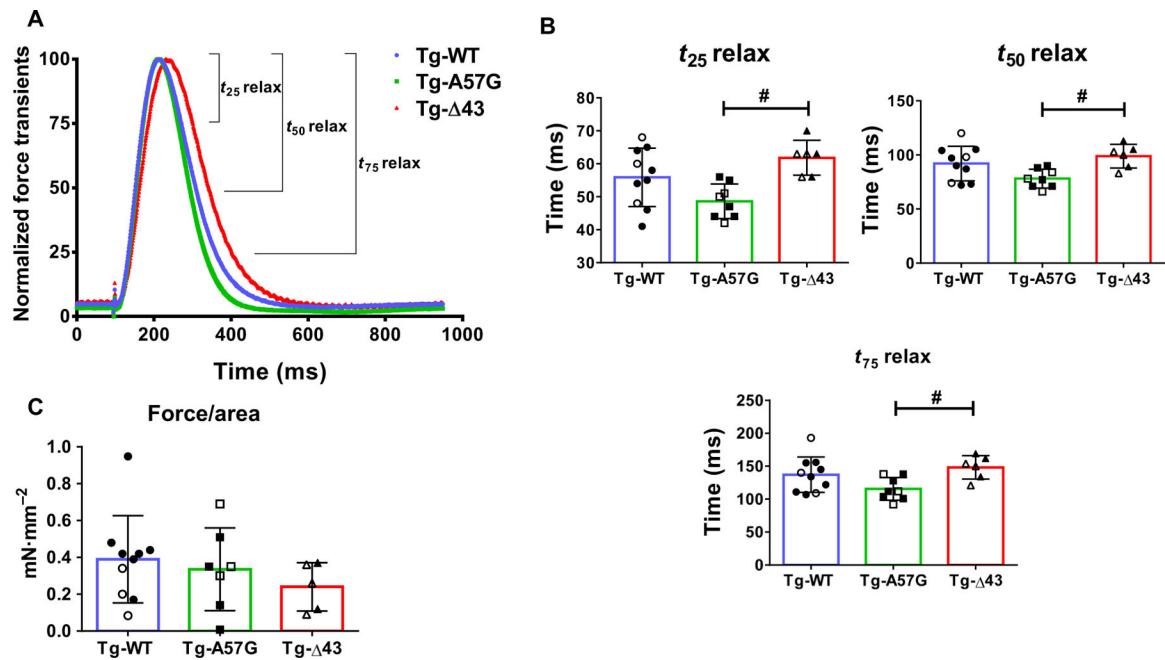 A
Normalized force transients
100
75
50
25
0
0 200 400 600 800 1000
Time (ms)
t25 relax
t50 relax
t75 relax
Tg-WT
Tg-A57G
Tg-Δ43
B
t25 relax
Time (ms)
70
60
50
40
30
#
Tg-WT Tg-A57G Tg-Δ43
t50 relax
Time (ms)
150
100
50
0
#
Tg-WT Tg-A57G Tg-Δ43
t75 relax
Time (ms)
250
200
150
100
50
0
#
Tg-WT Tg-A57G Tg-Δ43
C
Force/area
mN·mm⁻²
1.0
0.8
0.6
0.4
0.2
0.0
Tg-WT Tg-A57G Tg-Δ43